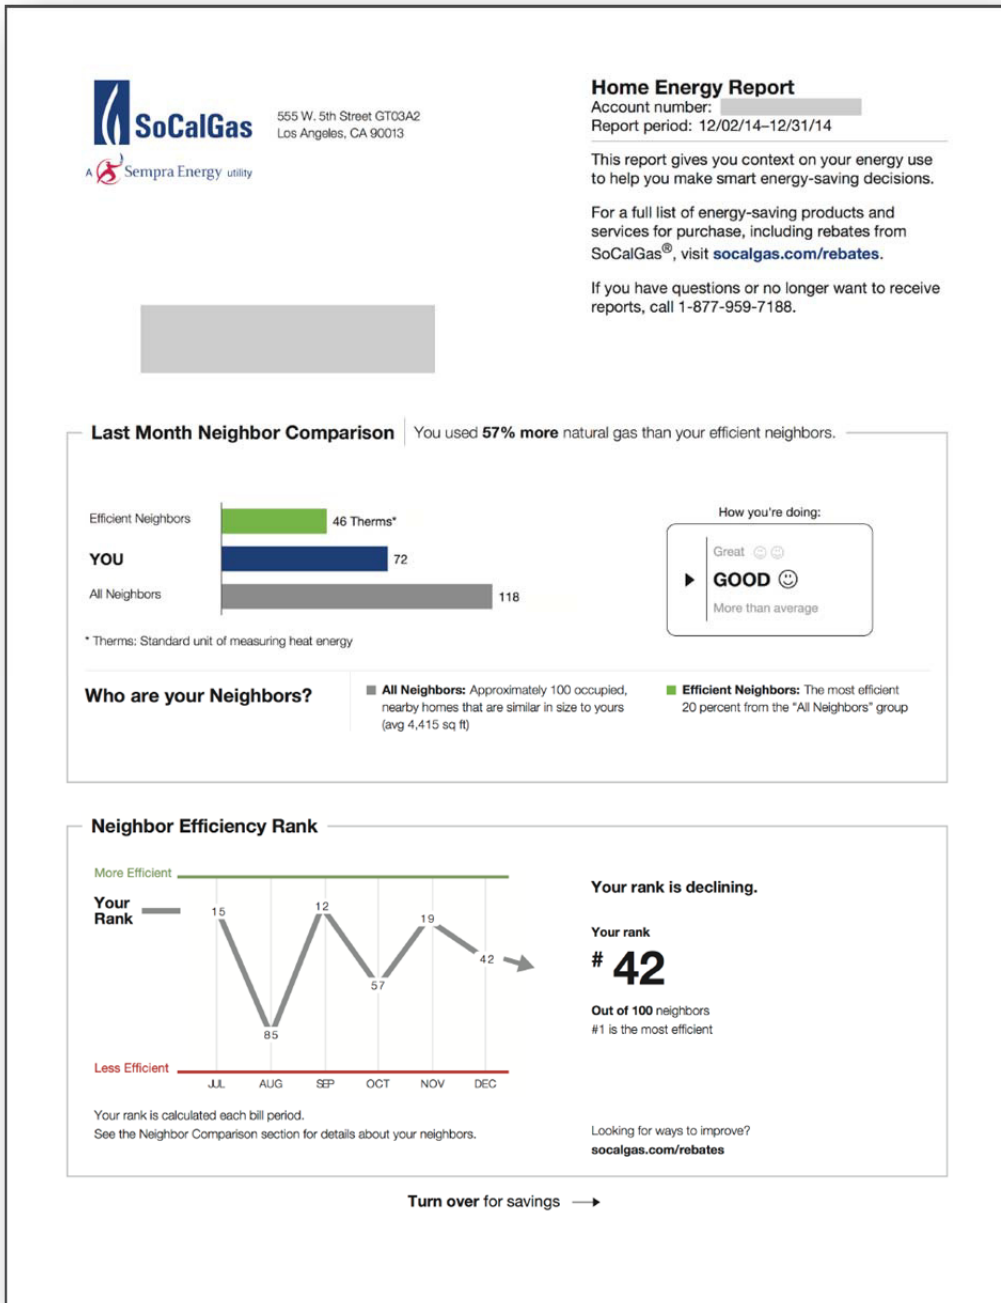 SoCalGas
A Sempra Energy utility
555 W. 5th Street GT03A2
Los Angeles, CA 90013
Home Energy Report
Account number:
Report period: 12/02/14–12/31/14
This report gives you context on your energy use
to help you make smart energy-saving decisions.
For a full list of energy-saving products and
services for purchase, including rebates from
SoCalGas®, visit socalgas.com/rebates.
If you have questions or no longer want to receive
reports, call 1-877-959-7188.
Last Month Neighbor Comparison You used 57% more natural gas than your efficient neighbors.
Efficient Neighbors 46 Therms*
YOU 72
All Neighbors 118
* Therms: Standard unit of measuring heat energy
How you're doing:
Great
GOOD
More than average
Who are your Neighbors?
All Neighbors: Approximately 100 occupied,
nearby homes that are similar in size to yours
(avg 4,415 sq ft)
Efficient Neighbors: The most efficient
20 percent from the "All Neighbors" group
Neighbor Efficiency Rank
More Efficient
Your
Rank
15
85
12
57
19
42
Less Efficient
JUL AUG SEP OCT NOV DEC
Your rank is calculated each bill period.
See the Neighbor Comparison section for details about your neighbors.
Your rank is declining.
Your rank
# 42
Out of 100 neighbors
#1 is the most efficient
Looking for ways to improve?
socalgas.com/rebates
Turn over for savings